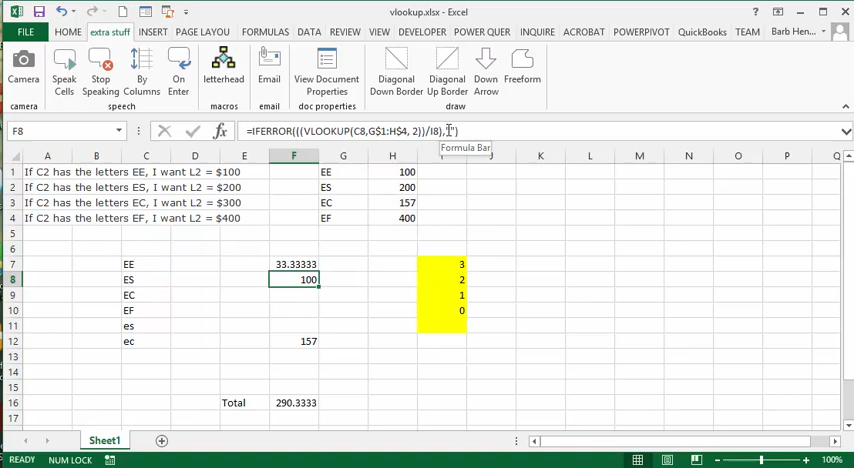 vlookup.xlsx - Excel
FILE HOME extra stuff INSERT PAGE LAYOU FORMULAS DATA REVIEW VIEW DEVELOPER POWER QUER INQUIRE ACROBAT POWERPIVOT QuickBooks TEAM Barb Hen...
Camera Speak Cells Stop Speaking By Columns On Enter letterhead Email View Document Properties Diagonal Down Border Diagonal Up Border Down Arrow Freeform
camera speech macros email doc properties draw
F8 fx =IFERROR(((VLOOKUP(C8,G$1:H$4, 2))/I8),"")
Formula Bar
A B C D E F G H J K L M N O P Q
1 If C2 has the letters EE, I want L2 = $100 EE 100
2 If C2 has the letters ES, I want L2 = $200 ES 200
3 If C2 has the letters EC, I want L2 = $300 EC 157
4 If C2 has the letters EF, I want L2 = $400 EF 400
5
6
7 EE 33.33333 3
8 ES 100 2
9 EC 1
10 EF 0
11 es
12 ec 157
13
14
15
16 Total 290.3333
17
Sheet1
READY NUM LOCK 100%